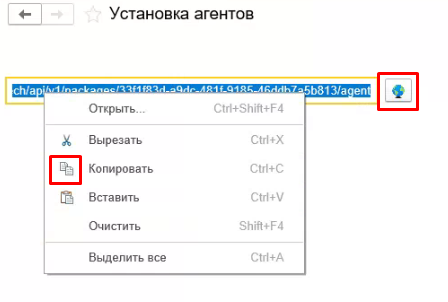 Установка агентов
ch/api/v1/packages/33f1f83d-a9dc-481f-9185-46ddb7a5b813/agent
Открыть... Ctrl+Shift+F4
Вырезать Ctrl+X
Копировать Ctrl+C
Вставить Ctrl+V
Очистить Shift+F4
Выделить все Ctrl+A